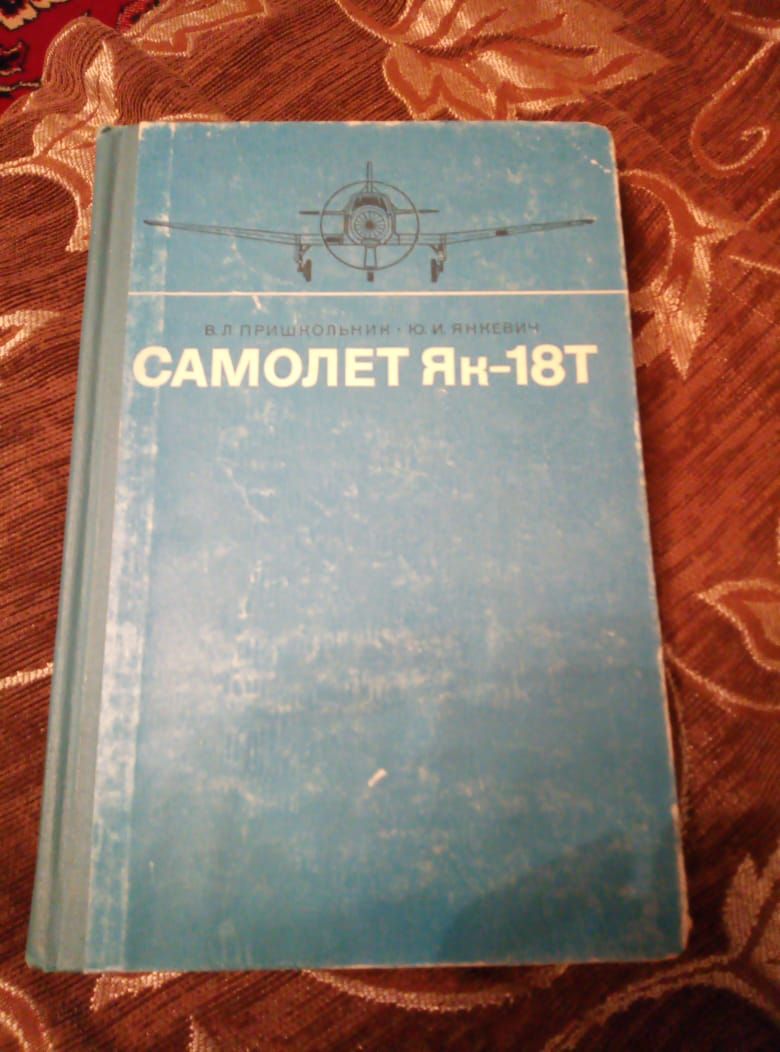 В. Л. ПРИШКОЛЬНИК · Ю. И. ЯНКЕВИЧ
САМОЛЕТ Як-18Т